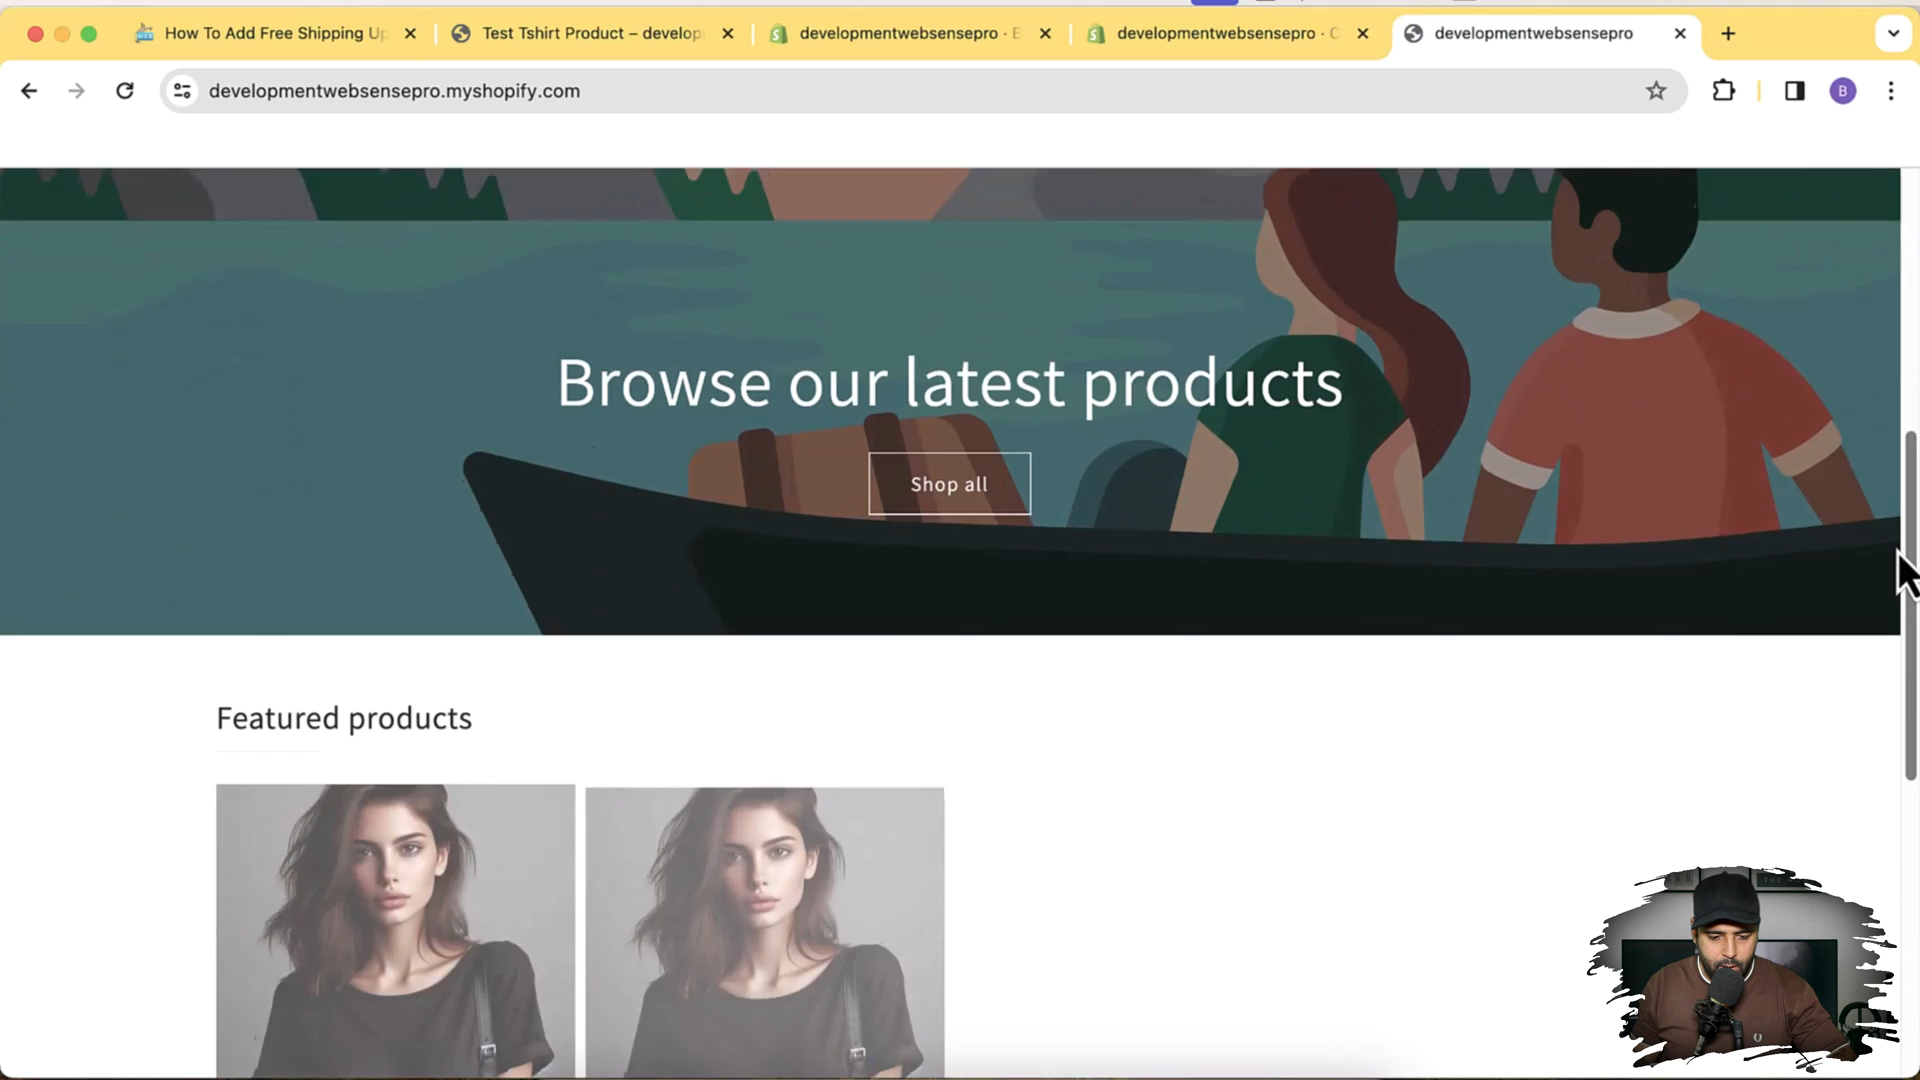 How To Add Free Shipping Up
Test Tshirt Product – develop
developmentwebsensepro · E
developmentwebsensepro · C
developmentwebsensepro
developmentwebsensepro.myshopify.com
B
Browse our latest products
Shop all
Featured products